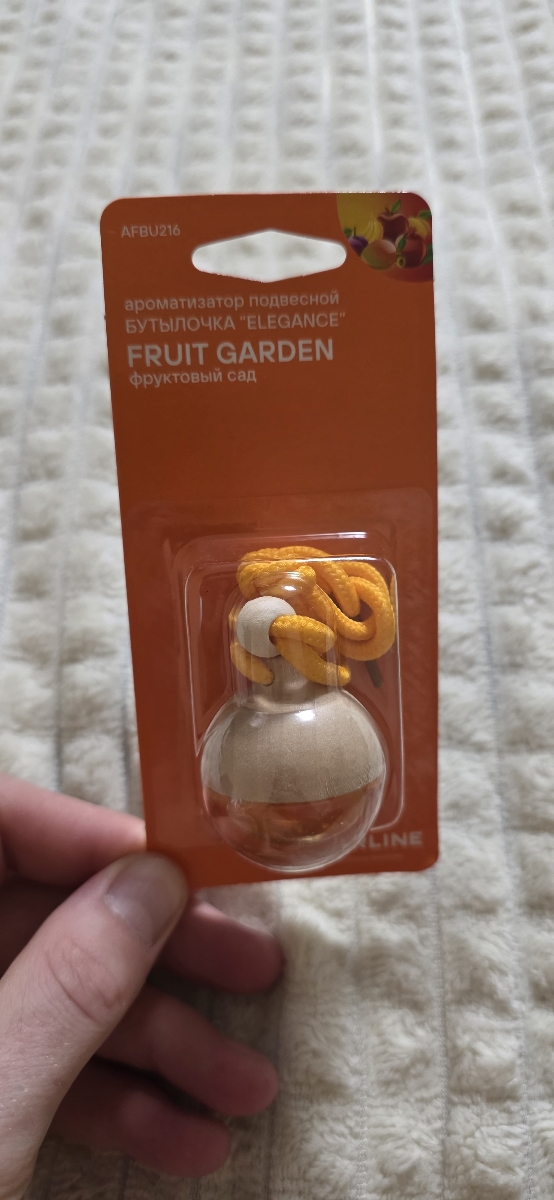 AFBU216
ароматизатор подвесной
БУТЫЛОЧКА "ELEGANCE"
FRUIT GARDEN
фруктовый сад